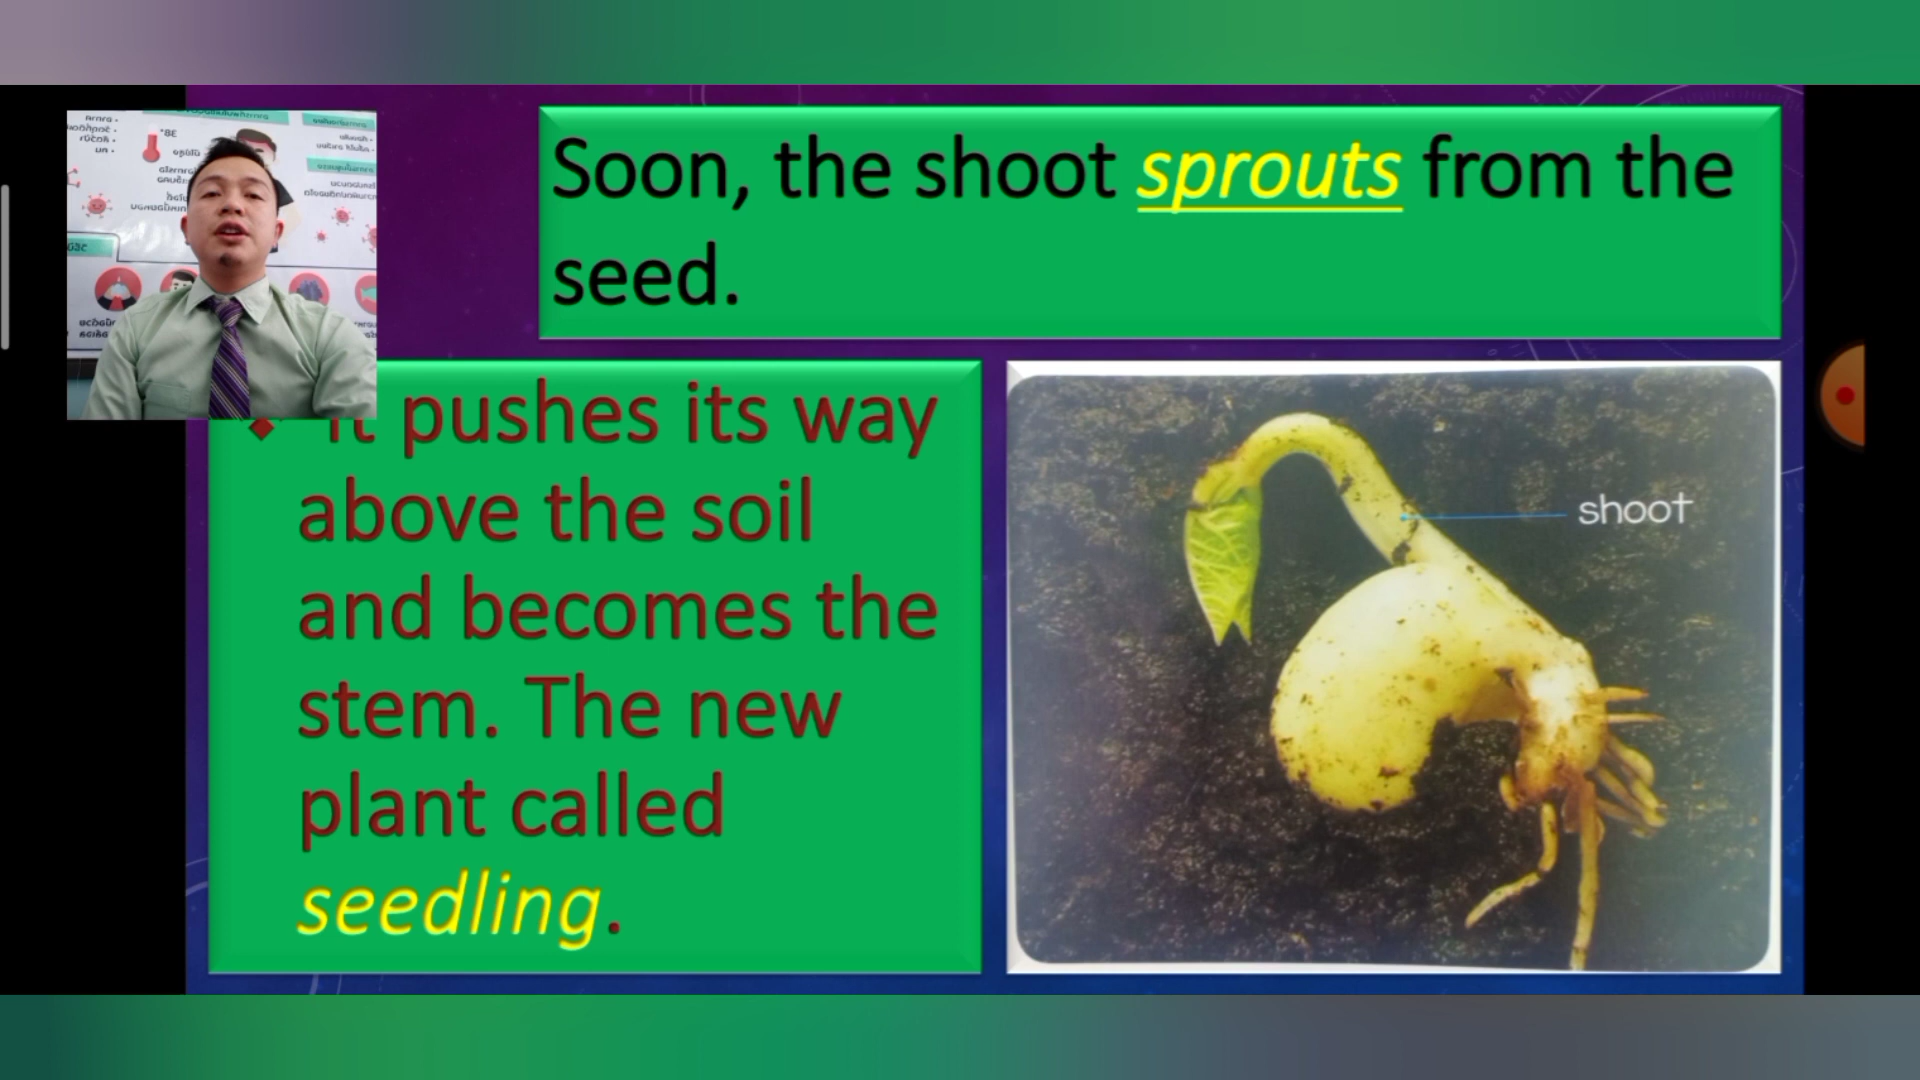 Soon, the shoot sprouts from the
seed.
It pushes its way
above the soil
and becomes the
stem. The new
plant called
seedling.
shoot